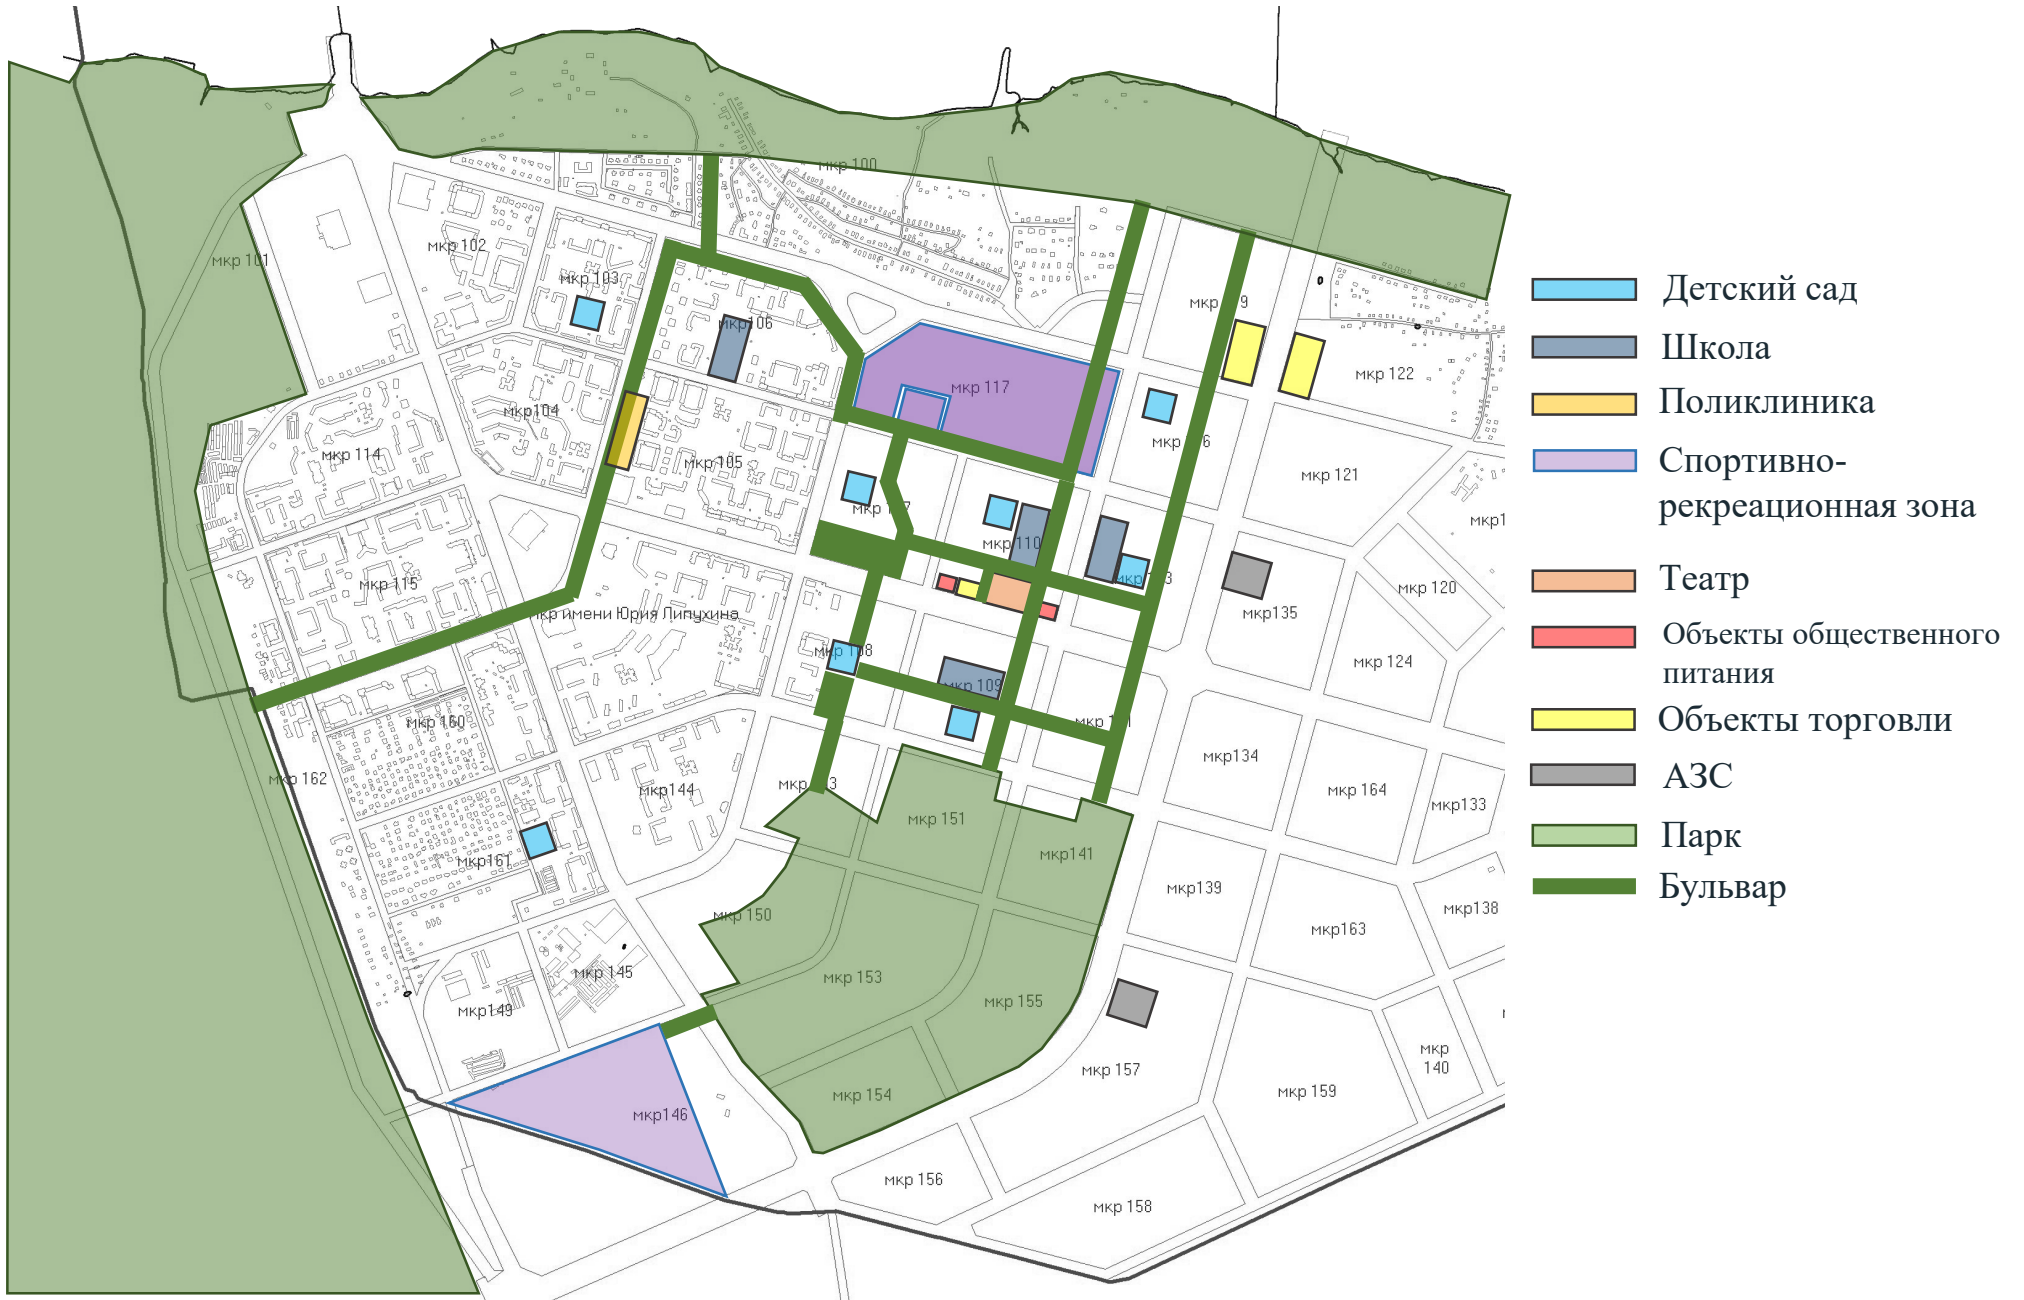 мкр 100
мкр 102
мкр 101
мкр 103
мкр106
мкр 117
мкр 122
мкр104
мкр 114
мкр 105
мкр 121
мкр 110
мкр 115
мкр 120
мкр135
мкр имени Юрия Липухина
мкр 124
мкр 109
мкр 160
мкр134
мкр 162
мкр144
мкр 164
мкр133
мкр 151
мкр141
мкр161
мкр139
мкр138
мкр 150
мкр163
мкр 145
мкр 153
мкр 155
мкр149
мкр
140
мкр 157
мкр 154
мкр 159
мкр146
мкр 156
мкр 158
Детский сад
Школа
Поликлиника
Спортивно-
рекреационная зона
Театр
Объекты общественного
питания
Объекты торговли
АЗС
Парк
Бульвар